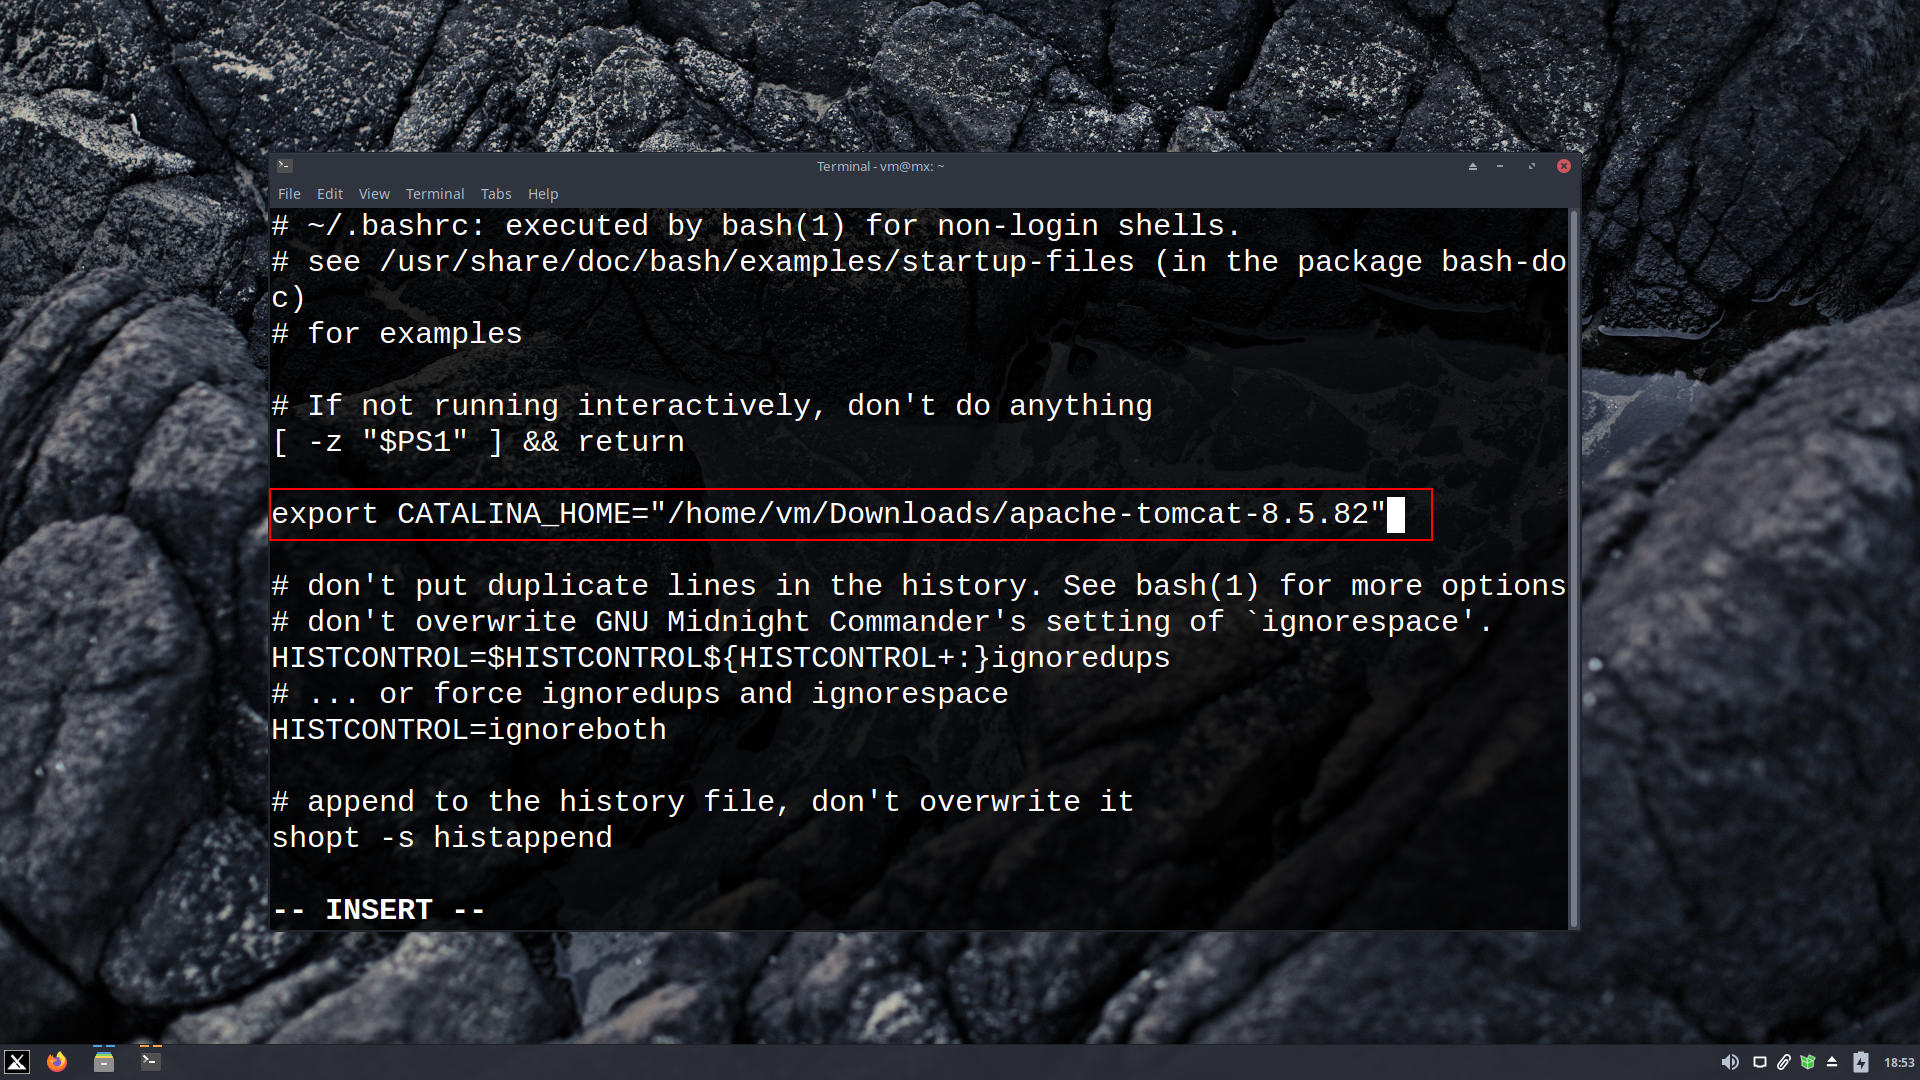 Terminal - vm@mx: ~
File Edit View Terminal Tabs Help
# ~/.bashrc: executed by bash(1) for non-login shells.
# see /usr/share/doc/bash/examples/startup-files (in the package bash-do
c)
# for examples
# If not running interactively, don't do anything
[ -z "$PS1" ] && return
export CATALINA_HOME="/home/vm/Downloads/apache-tomcat-8.5.82"
# don't put duplicate lines in the history. See bash(1) for more options
# don't overwrite GNU Midnight Commander's setting of `ignorespace'.
HISTCONTROL=$HISTCONTROL${HISTCONTROL+:}ignoredups
# ... or force ignoredups and ignorespace
HISTCONTROL=ignoreboth
# append to the history file, don't overwrite it
shopt -s histappend
-- INSERT --
18:53